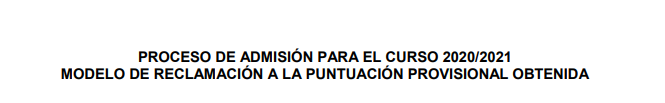 PROCESO DE ADMISIÓN PARA EL CURSO 2020/2021
MODELO DE RECLAMACIÓN A LA PUNTUACIÓN PROVISIONAL OBTENIDA